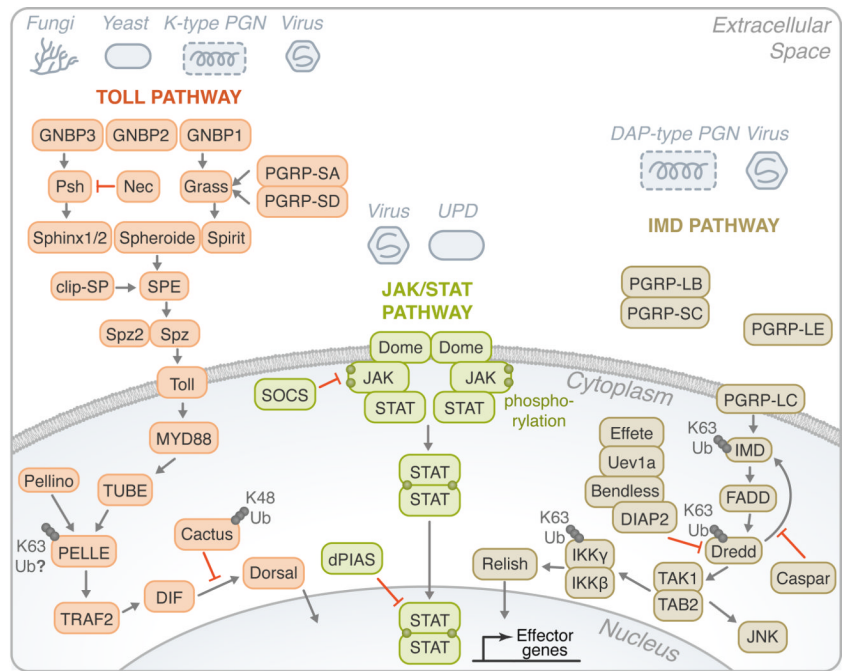 Fungi
Yeast
K-type PGN
Virus
Extracellular
Space
TOLL PATHWAY
GNBP3
GNBP2
GNBP1
Psh
Nec
Grass
PGRP-SA
PGRP-SD
Sphinx1/2
Spheroide
Spirit
clip-SP
SPE
Spz2
Spz
Toll
MYD88
TUBE
Pellino
K63
Ub?
PELLE
TRAF2
DIF
Cactus
K48
Ub
Dorsal
Virus
UPD
JAK/STAT
PATHWAY
Dome
Dome
SOCS
JAK
JAK
STAT
STAT
phospho-
rylation
STAT
STAT
dPIAS
STAT
STAT
DAP-type PGN
Virus
IMD PATHWAY
PGRP-LB
PGRP-SC
PGRP-LE
Cytoplasm
PGRP-LC
K63
Ub
IMD
FADD
K63
Ub
Dredd
Caspar
Effete
Uev1a
Bendless
DIAP2
TAK1
TAB2
JNK
K63
Ub
IKKγ
IKKβ
Relish
Effector
genes
Nucleus